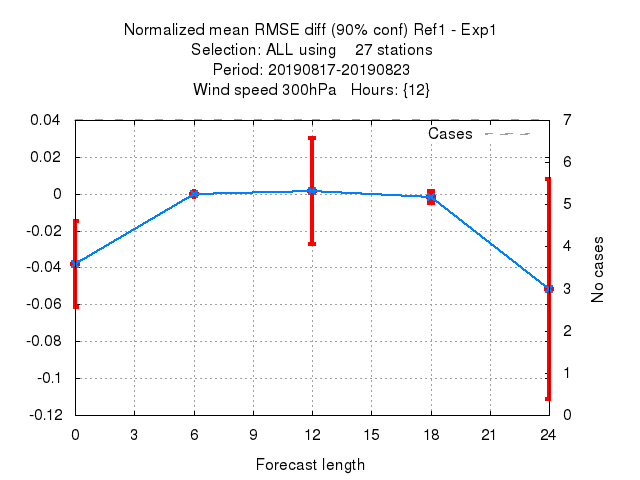 Normalized mean RMSE diff (90% conf) Ref1 - Exp1
Selection: ALL using    27 stations
Period: 20190817-20190823
Wind speed 300hPa   Hours: {12}
Cases
0.04
0.02
0
-0.02
-0.04
-0.06
-0.08
-0.1
-0.12
7
6
5
4
3
2
1
0
No cases
0 3 6 9 12 15 18 21 24
Forecast length